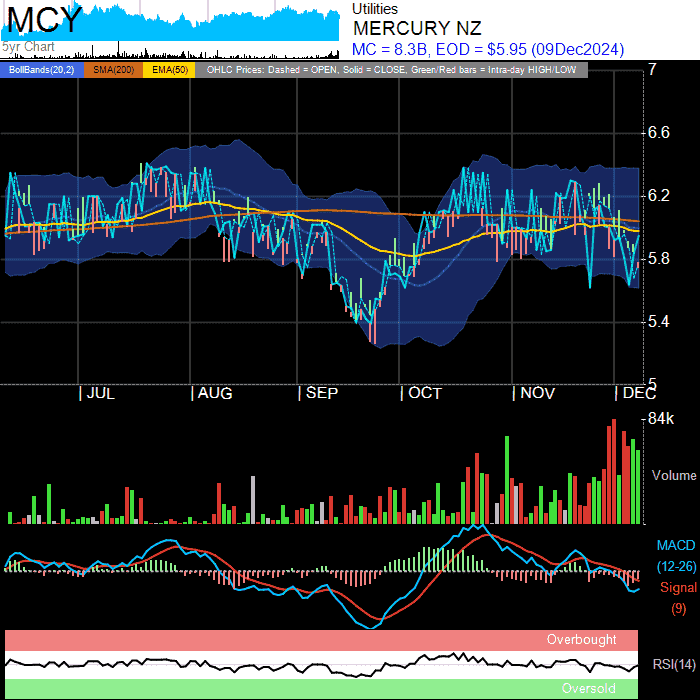 MCY
5yr Chart
Utilities
MERCURY NZ
MC = 8.3B, EOD = $5.95 (09Dec2024)
BollBands(20,2) SMA(200) EMA(50) OHLC Prices: Dashed = OPEN, Solid = CLOSE, Green/Red bars = Intra-day HIGH/LOW
7
6.6
6.2
5.8
5.4
5
| JUL | AUG | SEP | OCT | NOV | DEC
84k
Volume
MACD
(12-26)
Signal
(9)
Overbought
RSI(14)
Oversold